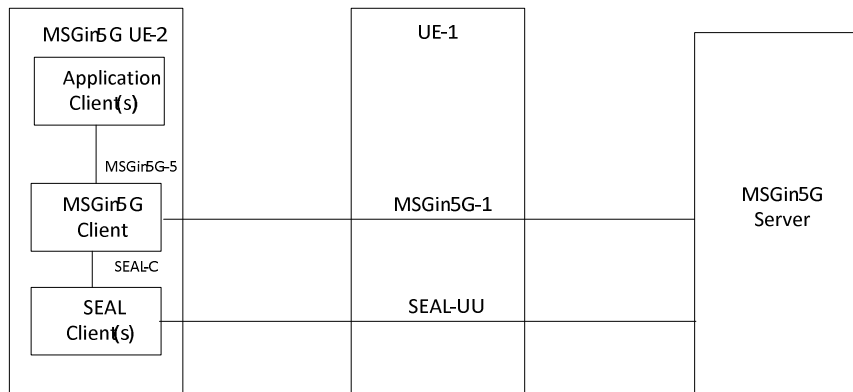 MSGin5G UE-2
UE-1
Application
Client(s)
MSGin5G-5
MSGin5G
Client
MSGin5G-1
MSGin5G
Server
SEAL-C
SEAL
Client(s)
SEAL-UU